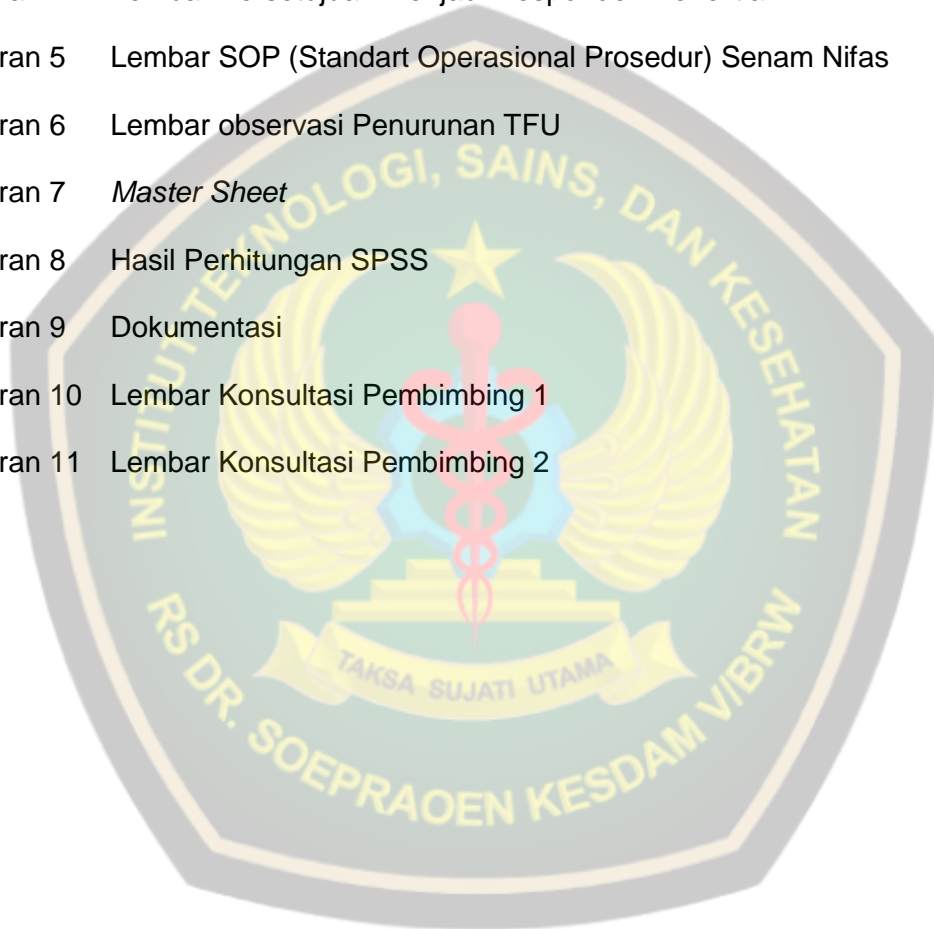 ran 5 Lembar SOP (Standart Operasional Prosedur) Senam Nifas
ran 6 Lembar observasi Penurunan TFU
ran 7 Master Sheet
ran 8 Hasil Perhitungan SPSS
ran 9 Dokumentasi
ran 10 Lembar Konsultasi Pembimbing 1
ran 11 Lembar Konsultasi Pembimbing 2
INSTITUT TEKNOLOGI, SAINS, DAN KESEHATAN
TAKSA SUJATI UTAMA
RS DR. SOEPRAOEN KESDAM V/BRW